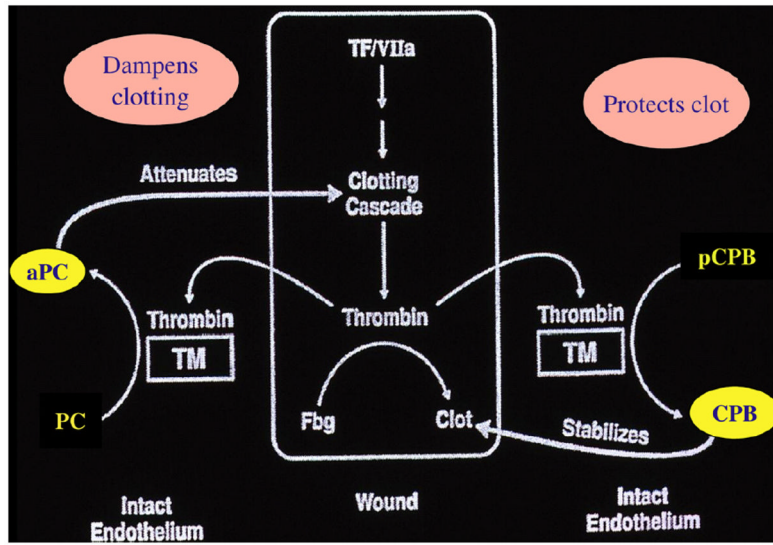 Dampens
clotting
TF/VIIa
Protects clot
Attenuates
Clotting
Cascade
aPC
pCPB
Thrombin
TM
Thrombin
Thrombin
TM
PC
Fbg
Clot
Stabilizes
CPB
Intact
Endothelium
Wound
Intact
Endothelium